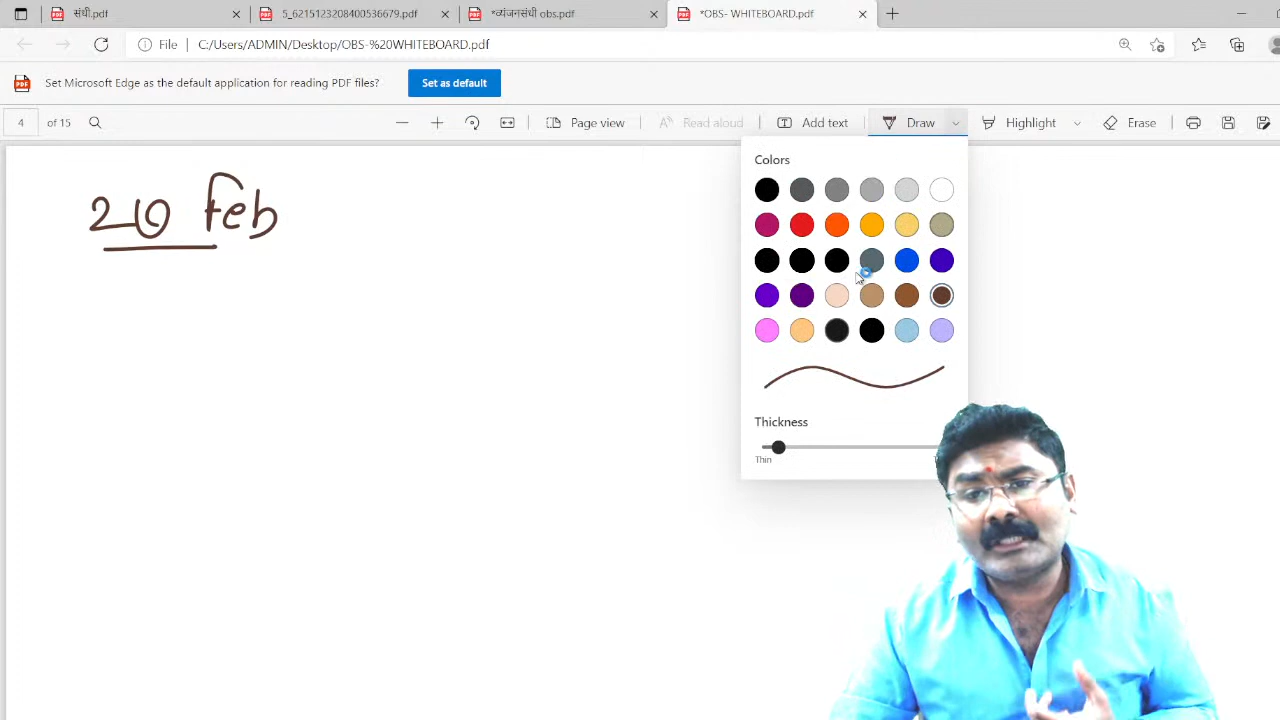 संधी.pdf
5_6215123208400536679.pdf
*व्यंजनसंधी obs.pdf
*OBS- WHITEBOARD.pdf
File
C:/Users/ADMIN/Desktop/OBS-%20WHITEBOARD.pdf
Set Microsoft Edge as the default application for reading PDF files?
Set as default
4 of 15
Page view
Read aloud
Add text
Draw
Highlight
Erase
Colors
20 Feb
Thickness
Thin